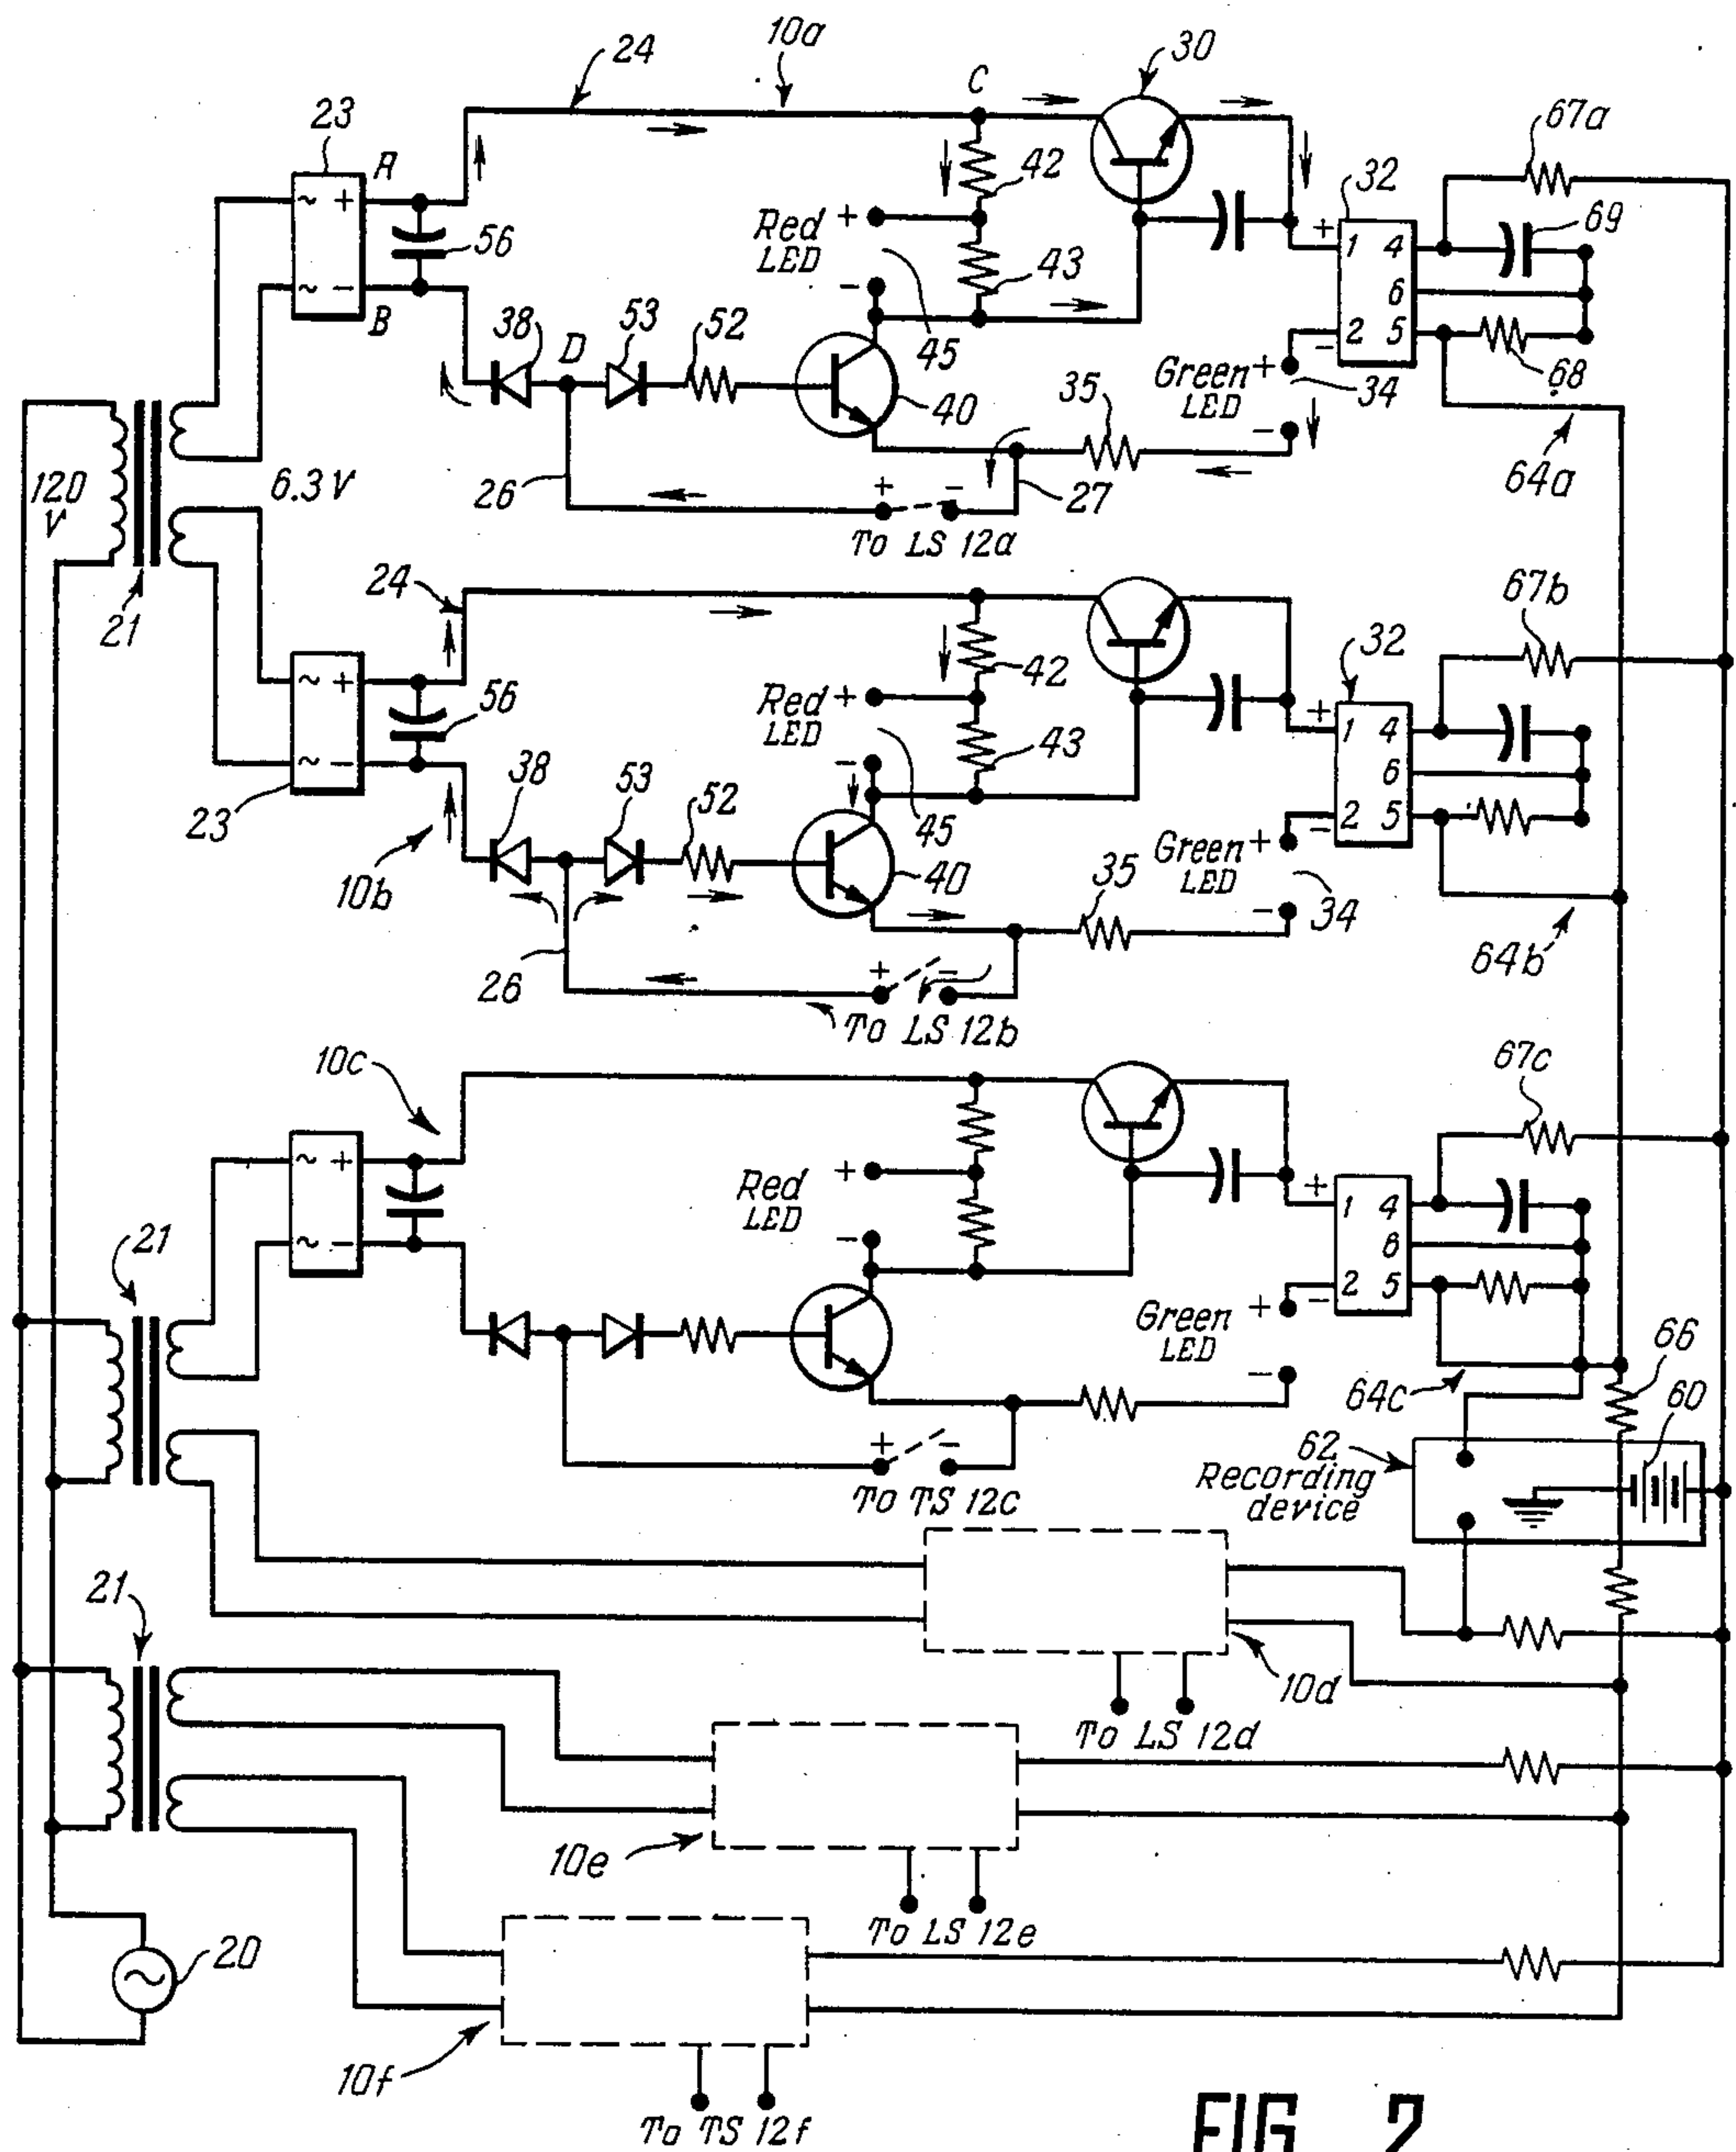 10a
24
C
30
23
A
67a
~ +
42
32
69
56
Red LED +
+
1 4
~ −
43
6
B
−
2 5
38
D
53
52
45
−
68
40
Green LED +
34
35
−
120 V
6.3 V
26
+ −
27
64a
To LS 12a
24
21
67b
32
~ +
42
56
Red LED +
+
1 4
~ −
43
6
23
38
53
52
−
45
2 5
−
40
Green LED +
10b
35
−
34
26
+ −
64b
To LS 12b
10c
67c
~ +
Red LED
+
+
1 4
21
~ −
−
6
2 5
−
Green LED
+
66
−
64c
60
+ −
62
Recording device
To TS 12c
21
10d
To LS 12d
10e
To LS 12e
20
10f
To TS 12f
FIG. 2